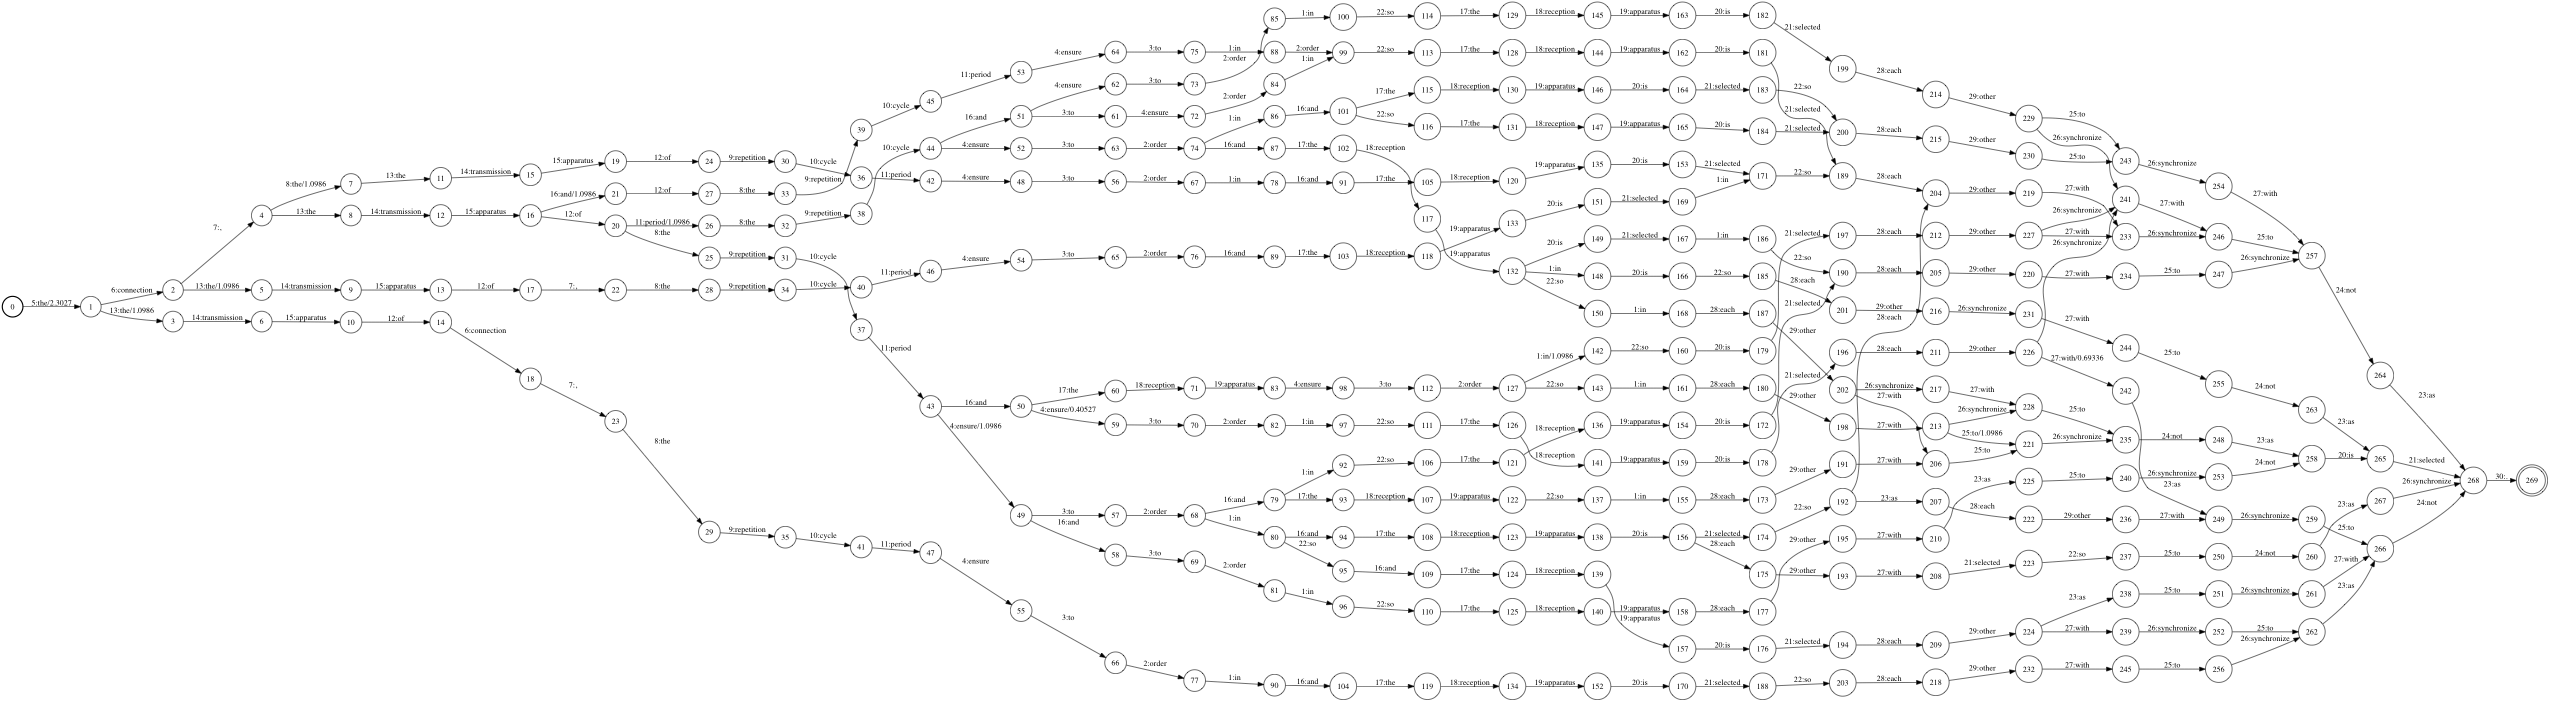 85 1:in 100 22:so 114 17:the 129 18:reception 145 19:apparatus 163 20:is 182 21:selected
39 10:cycle 45 11:period 53 4:ensure 64 3:to 75 1:in 88 2:order 99 22:so 113 17:the 128 18:reception 144 19:apparatus 162 20:is 181 21:selected 199 28:each 214 29:other 229 25:to 26:synchronize
4:ensure 62 3:to 73 2:order 84 1:in
7 13:the 11 14:transmission 15 15:apparatus 19 12:of 24 9:repetition 30 10:cycle 44 16:and 51 3:to 61 4:ensure 72 2:order 86 16:and 101 17:the 115 18:reception 130 19:apparatus 146 20:is 164 21:selected 183 22:so 200 28:each 215 29:other 230 25:to 243 26:synchronize 254 27:with
22:so 116 17:the 131 18:reception 147 19:apparatus 165 20:is 184 21:selected
4:ensure 52 3:to 63 2:order 74 1:in 16:and 87 17:the 102 18:reception
8:the/1.0986 16:and/1.0986 21 12:of 27 8:the 33 9:repetition 36 11:period 42 4:ensure 48 3:to 56 2:order 67 1:in 78 16:and 91 17:the 105 18:reception 120 19:apparatus 135 20:is 153 21:selected 171 22:so 189 28:each 204 29:other 219 27:with 241 27:with
4 13:the 8 14:transmission 12 15:apparatus 16 12:of 20 11:period/1.0986 26 8:the 32 9:repetition 38 10:cycle 117 19:apparatus 133 20:is 151 21:selected 169 1:in
7:, 8:the 25 9:repetition 31 10:cycle 132 20:is 149 21:selected 167 1:in 186 22:so 197 28:each 212 29:other 227 26:synchronize 27:with 233 26:synchronize 246 25:to 257 24:not
46 4:ensure 54 3:to 65 2:order 76 16:and 89 17:the 103 18:reception 118 19:apparatus
1:in 148 20:is 166 22:so 185 28:each 190 28:each 205 29:other 220 27:with 234 25:to 247 26:synchronize
0 5:the/2.3027 1 6:connection 2 13:the/1.0986 5 14:transmission 9 15:apparatus 13 12:of 17 7:, 22 8:the 28 9:repetition 34 10:cycle 40 11:period
22:so 150 1:in 168 28:each 187 29:other 201 29:other 216 26:synchronize 231 27:with 244 25:to 255 24:not 263 23:as
13:the/1.0986 3 14:transmission 6 15:apparatus 10 12:of 14 6:connection 37 11:period
1:in/1.0986 142 22:so 160 20:is 179 21:selected 196 28:each 211 29:other 226 26:synchronize 27:with/0.69336 242 23:as 264 23:as
18 7:, 50 17:the 60 18:reception 71 19:apparatus 83 4:ensure 98 3:to 112 2:order 127 22:so 143 1:in 161 28:each 180 29:other 202 26:synchronize 217 27:with 27:with 228 25:to
43 16:and 4:ensure/0.40527 59 3:to 70 2:order 82 1:in 97 22:so 111 17:the 126 18:reception 136 19:apparatus 154 20:is 172 21:selected 198 27:with 213 26:synchronize 25:to/1.0986 221 26:synchronize 235 24:not 248 23:as 258 20:is 265 21:selected
23 8:the 4:ensure/1.0986 92 22:so 106 17:the 121 18:reception 141 19:apparatus 159 20:is 178 21:selected 191 27:with 206 25:to
49 3:to 57 2:order 68 16:and 79 1:in 17:the 93 18:reception 107 19:apparatus 122 22:so 137 1:in 155 28:each 173 29:other 192 28:each 23:as 207 28:each 225 25:to 240 26:synchronize 253 24:not 268 30: 269
29 9:repetition 35 10:cycle 41 11:period 47 4:ensure 16:and 58 3:to 69 2:order 1:in 80 16:and 94 17:the 108 18:reception 123 19:apparatus 138 20:is 156 21:selected 174 22:so 222 29:other 236 27:with 249 26:synchronize 259 25:to 267 26:synchronize
22:so 95 16:and 109 17:the 124 18:reception 139 19:apparatus 28:each 175 29:other 193 27:with 208 21:selected 223 22:so 237 25:to 250 24:not 260 23:as
81 1:in 96 22:so 110 17:the 125 18:reception 140 19:apparatus 158 28:each 177 29:other 195 27:with 210 23:as 238 25:to 251 26:synchronize 261 27:with 266 24:not
55 3:to 157 20:is 176 21:selected 194 28:each 209 29:other 224 23:as 27:with 239 26:synchronize 252 25:to 262 23:as
66 2:order 77 1:in 90 16:and 104 17:the 119 18:reception 134 19:apparatus 152 20:is 170 21:selected 188 22:so 203 28:each 218 29:other 232 27:with 245 25:to 256 26:synchronize